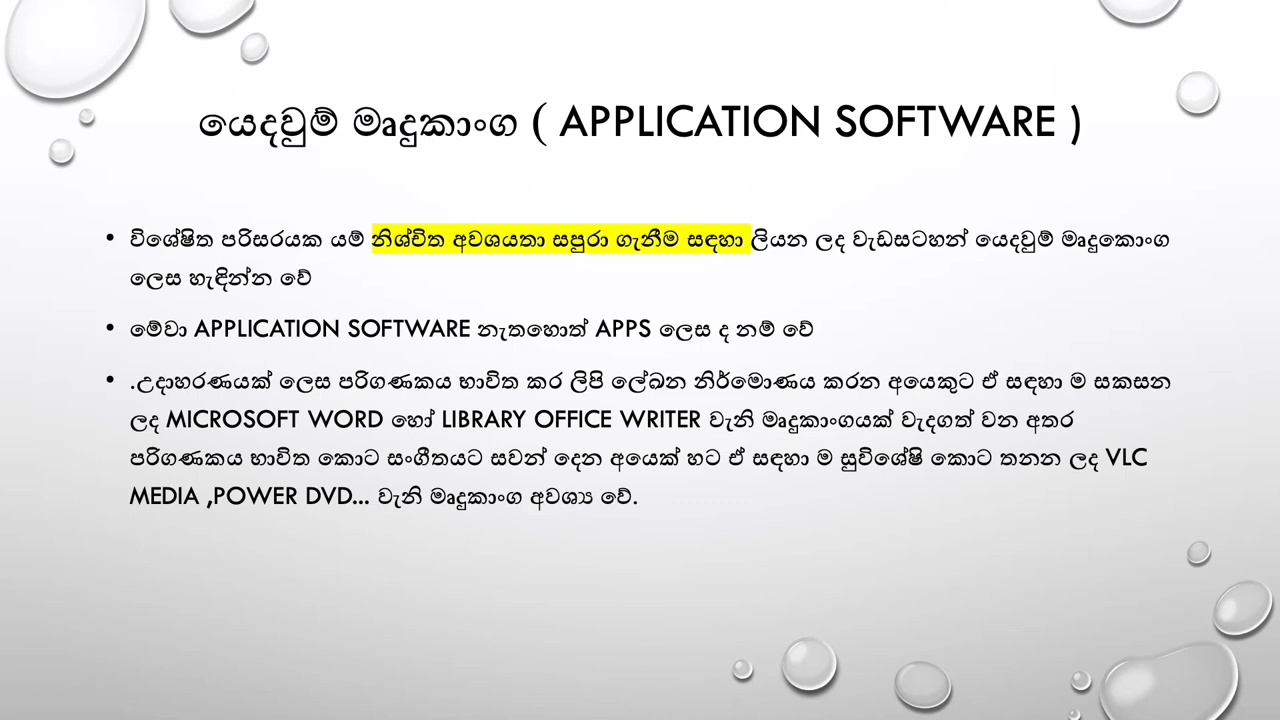 යෙදවුම් මෘදුකාංග ( APPLICATION SOFTWARE )
• විශේෂිත පරිසරයක යම් නිශ්චිත අවශයතා සපුරා ගැනීම සඳහා ලියන ලද වැඩසටහන් යෙදවුම් මෘදුකොංග
ලෙස හැඳින්න වේ
• මේවා APPLICATION SOFTWARE නැතහොත් APPS ලෙස ද නම් වේ
• .උදාහරණයක් ලෙස පරිගණකය භාවිත කර ලිපි ලේඛන නිර්මොණය කරන අයෙකුට ඒ සඳහා ම සකසන
ලද MICROSOFT WORD හෝ LIBRARY OFFICE WRITER වැනි මෘදුකාංගයක් වැදගත් වන අතර
පරිගණකය භාවිත කොට සංගීතයට සවන් දෙන අයෙක් හට ඒ සඳහා ම සුවිශේෂි කොට තනන ලද VLC
MEDIA ,POWER DVD... වැනි මෘදුකාංග අවශ්‍ය වේ.